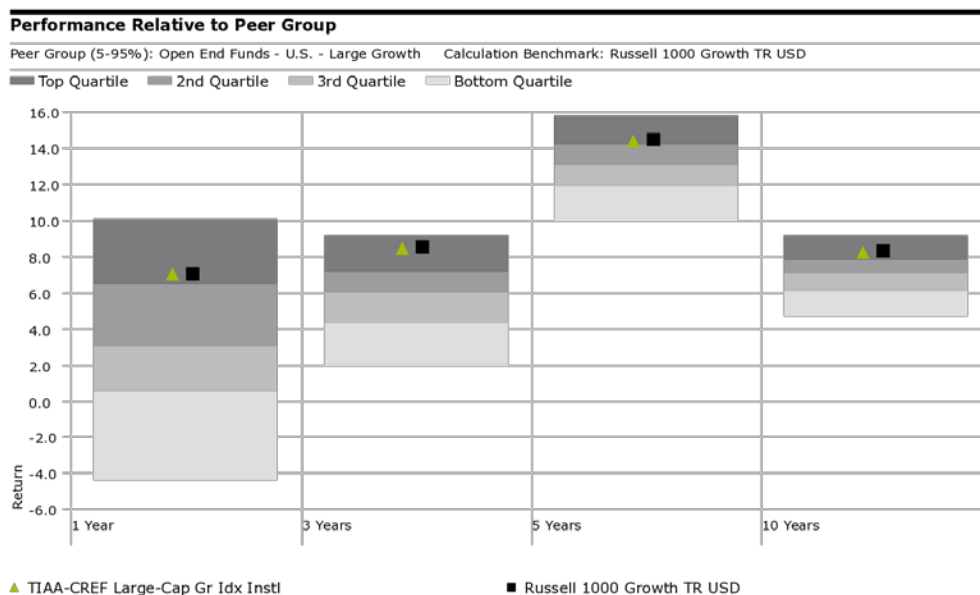 Performance Relative to Peer Group
Peer Group (5-95%): Open End Funds - U.S. - Large Growth Calculation Benchmark: Russell 1000 Growth TR USD
Top Quartile 2nd Quartile 3rd Quartile Bottom Quartile
16.0
14.0
12.0
10.0
8.0
6.0
4.0
2.0
0.0
-2.0
-4.0
-6.0
Return
1 Year 3 Years 5 Years 10 Years
TIAA-CREF Large-Cap Gr Idx Instl Russell 1000 Growth TR USD